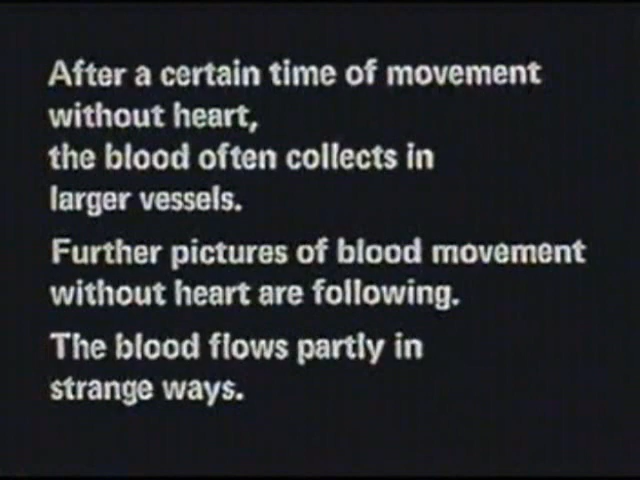 After a certain time of movement
without heart,
the blood often collects in
larger vessels.
Further pictures of blood movement
without heart are following.
The blood flows partly in
strange ways.